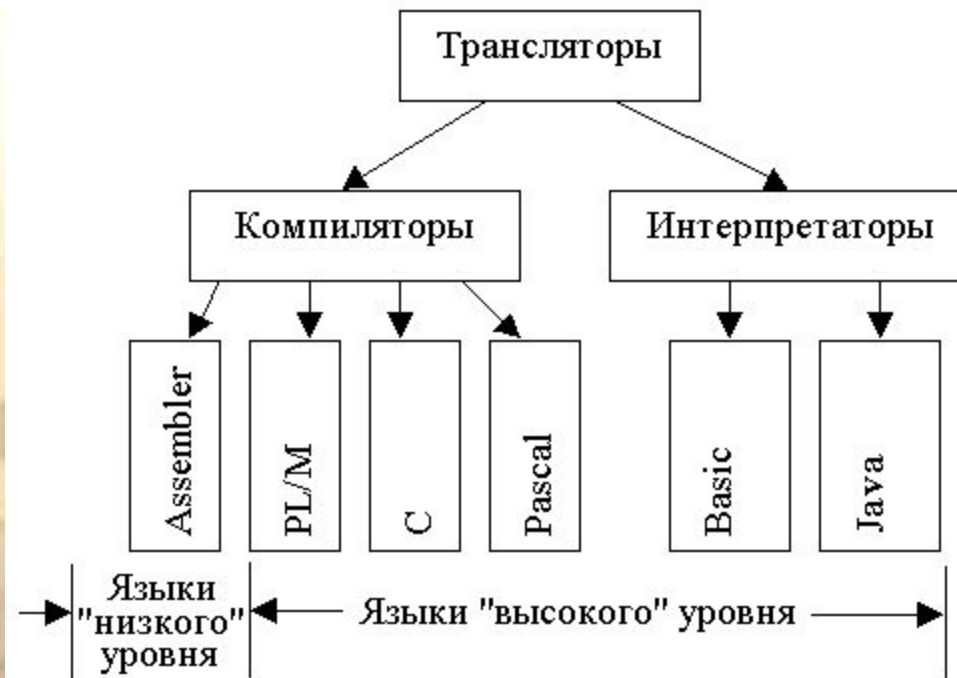 Трансляторы
Компиляторы
Интерпретаторы
Assembler
PL/M
C
Pascal
Basic
Java
Языки
"низкого"
уровня
Языки "высокого" уровня